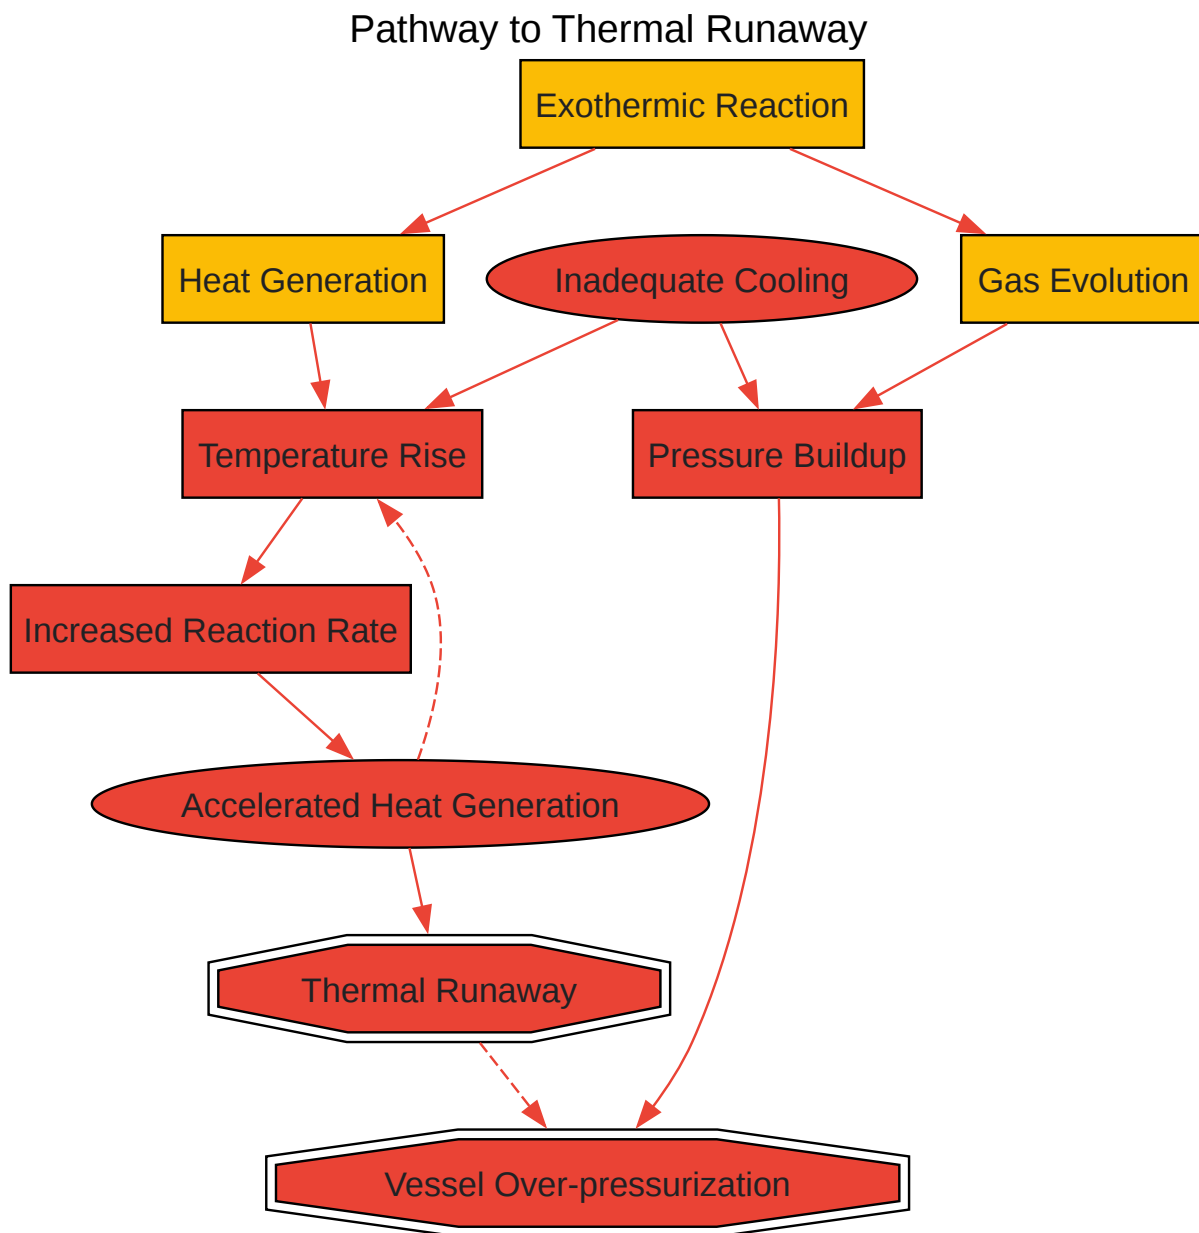 Pathway to Thermal Runaway
Exothermic Reaction
Heat Generation
Inadequate Cooling
Gas Evolution
Temperature Rise
Pressure Buildup
Increased Reaction Rate
Accelerated Heat Generation
Thermal Runaway
Vessel Over-pressurization